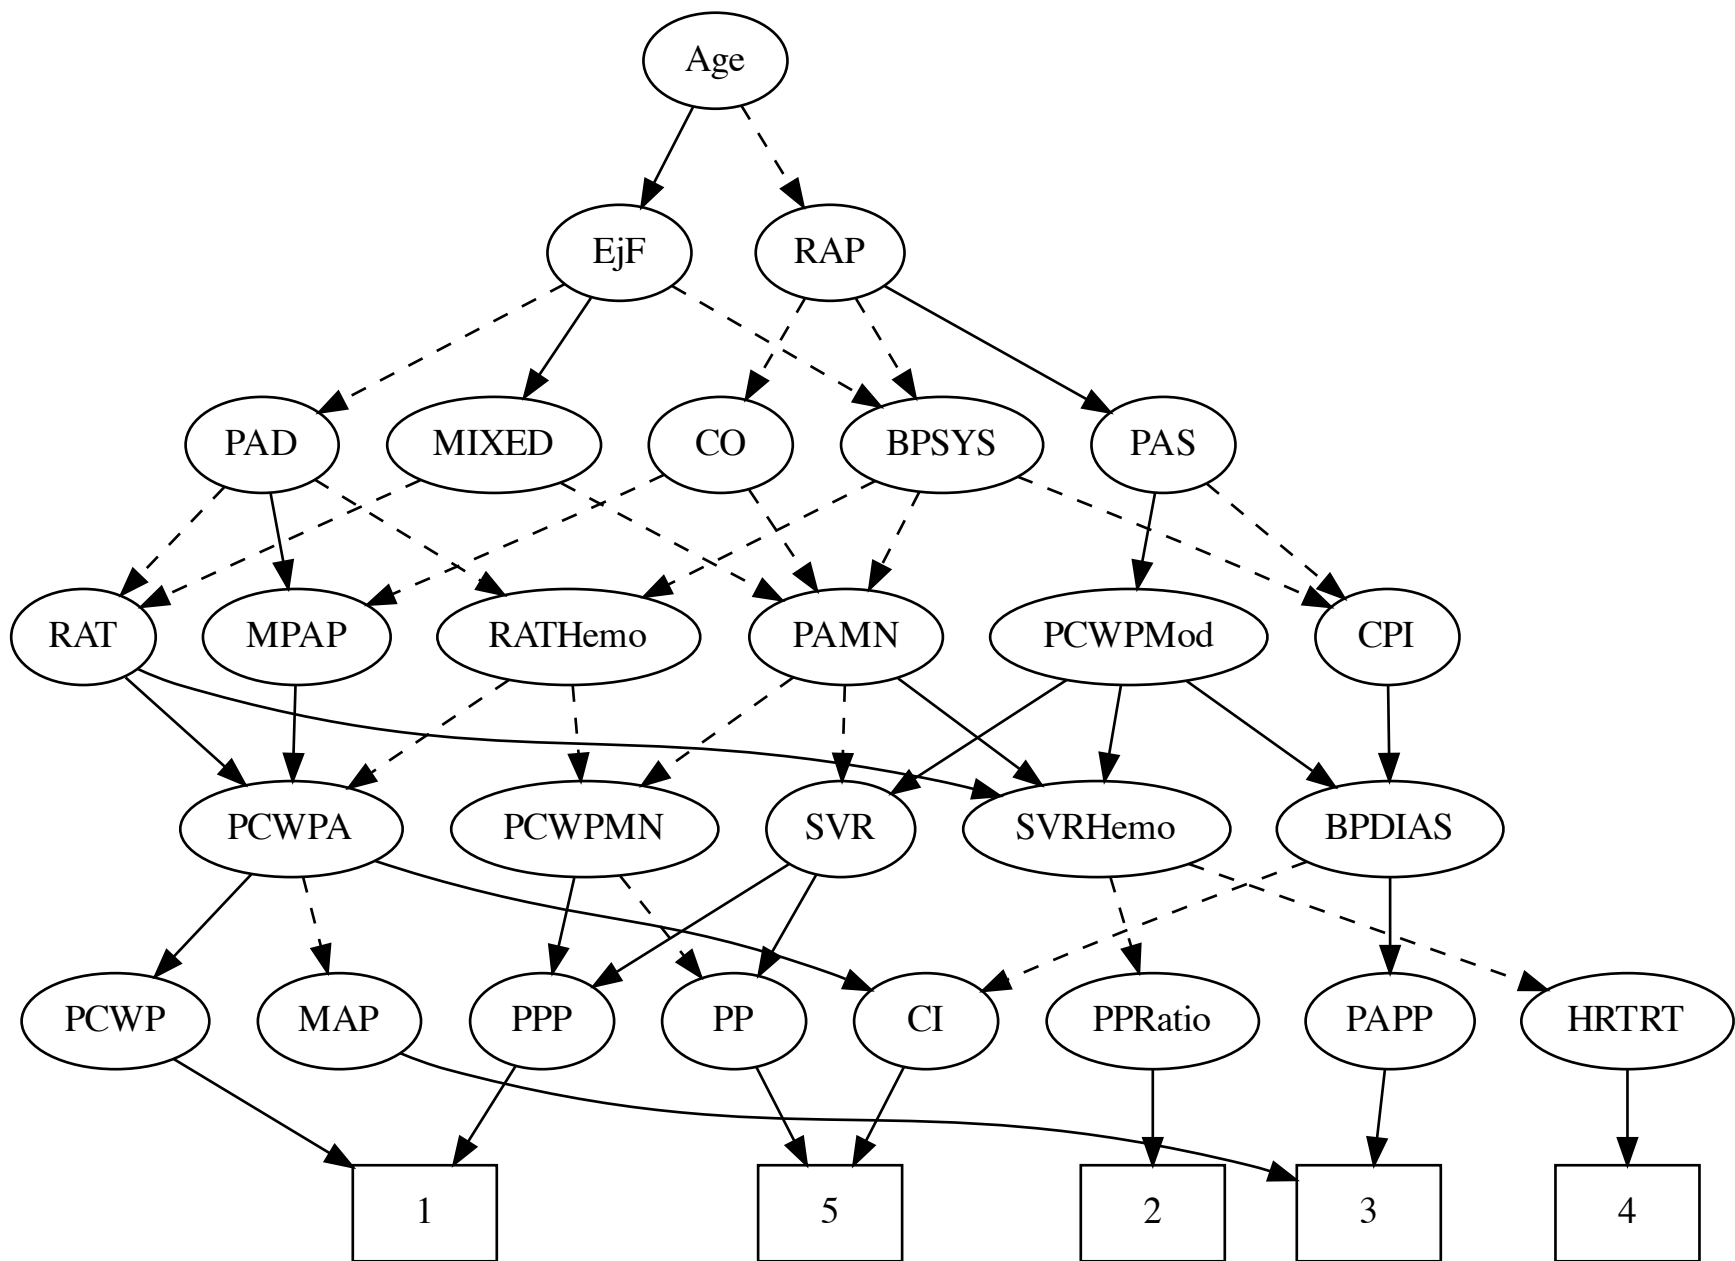 Age
EjF
RAP
PAD
MIXED
CO
BPSYS
PAS
RAT
MPAP
RATHemo
PAMN
PCWPMod
CPI
PCWPA
PCWPMN
SVR
SVRHemo
BPDIAS
PCWP
MAP
PPP
PP
CI
PPRatio
PAPP
HRTRT
1
5
2
3
4